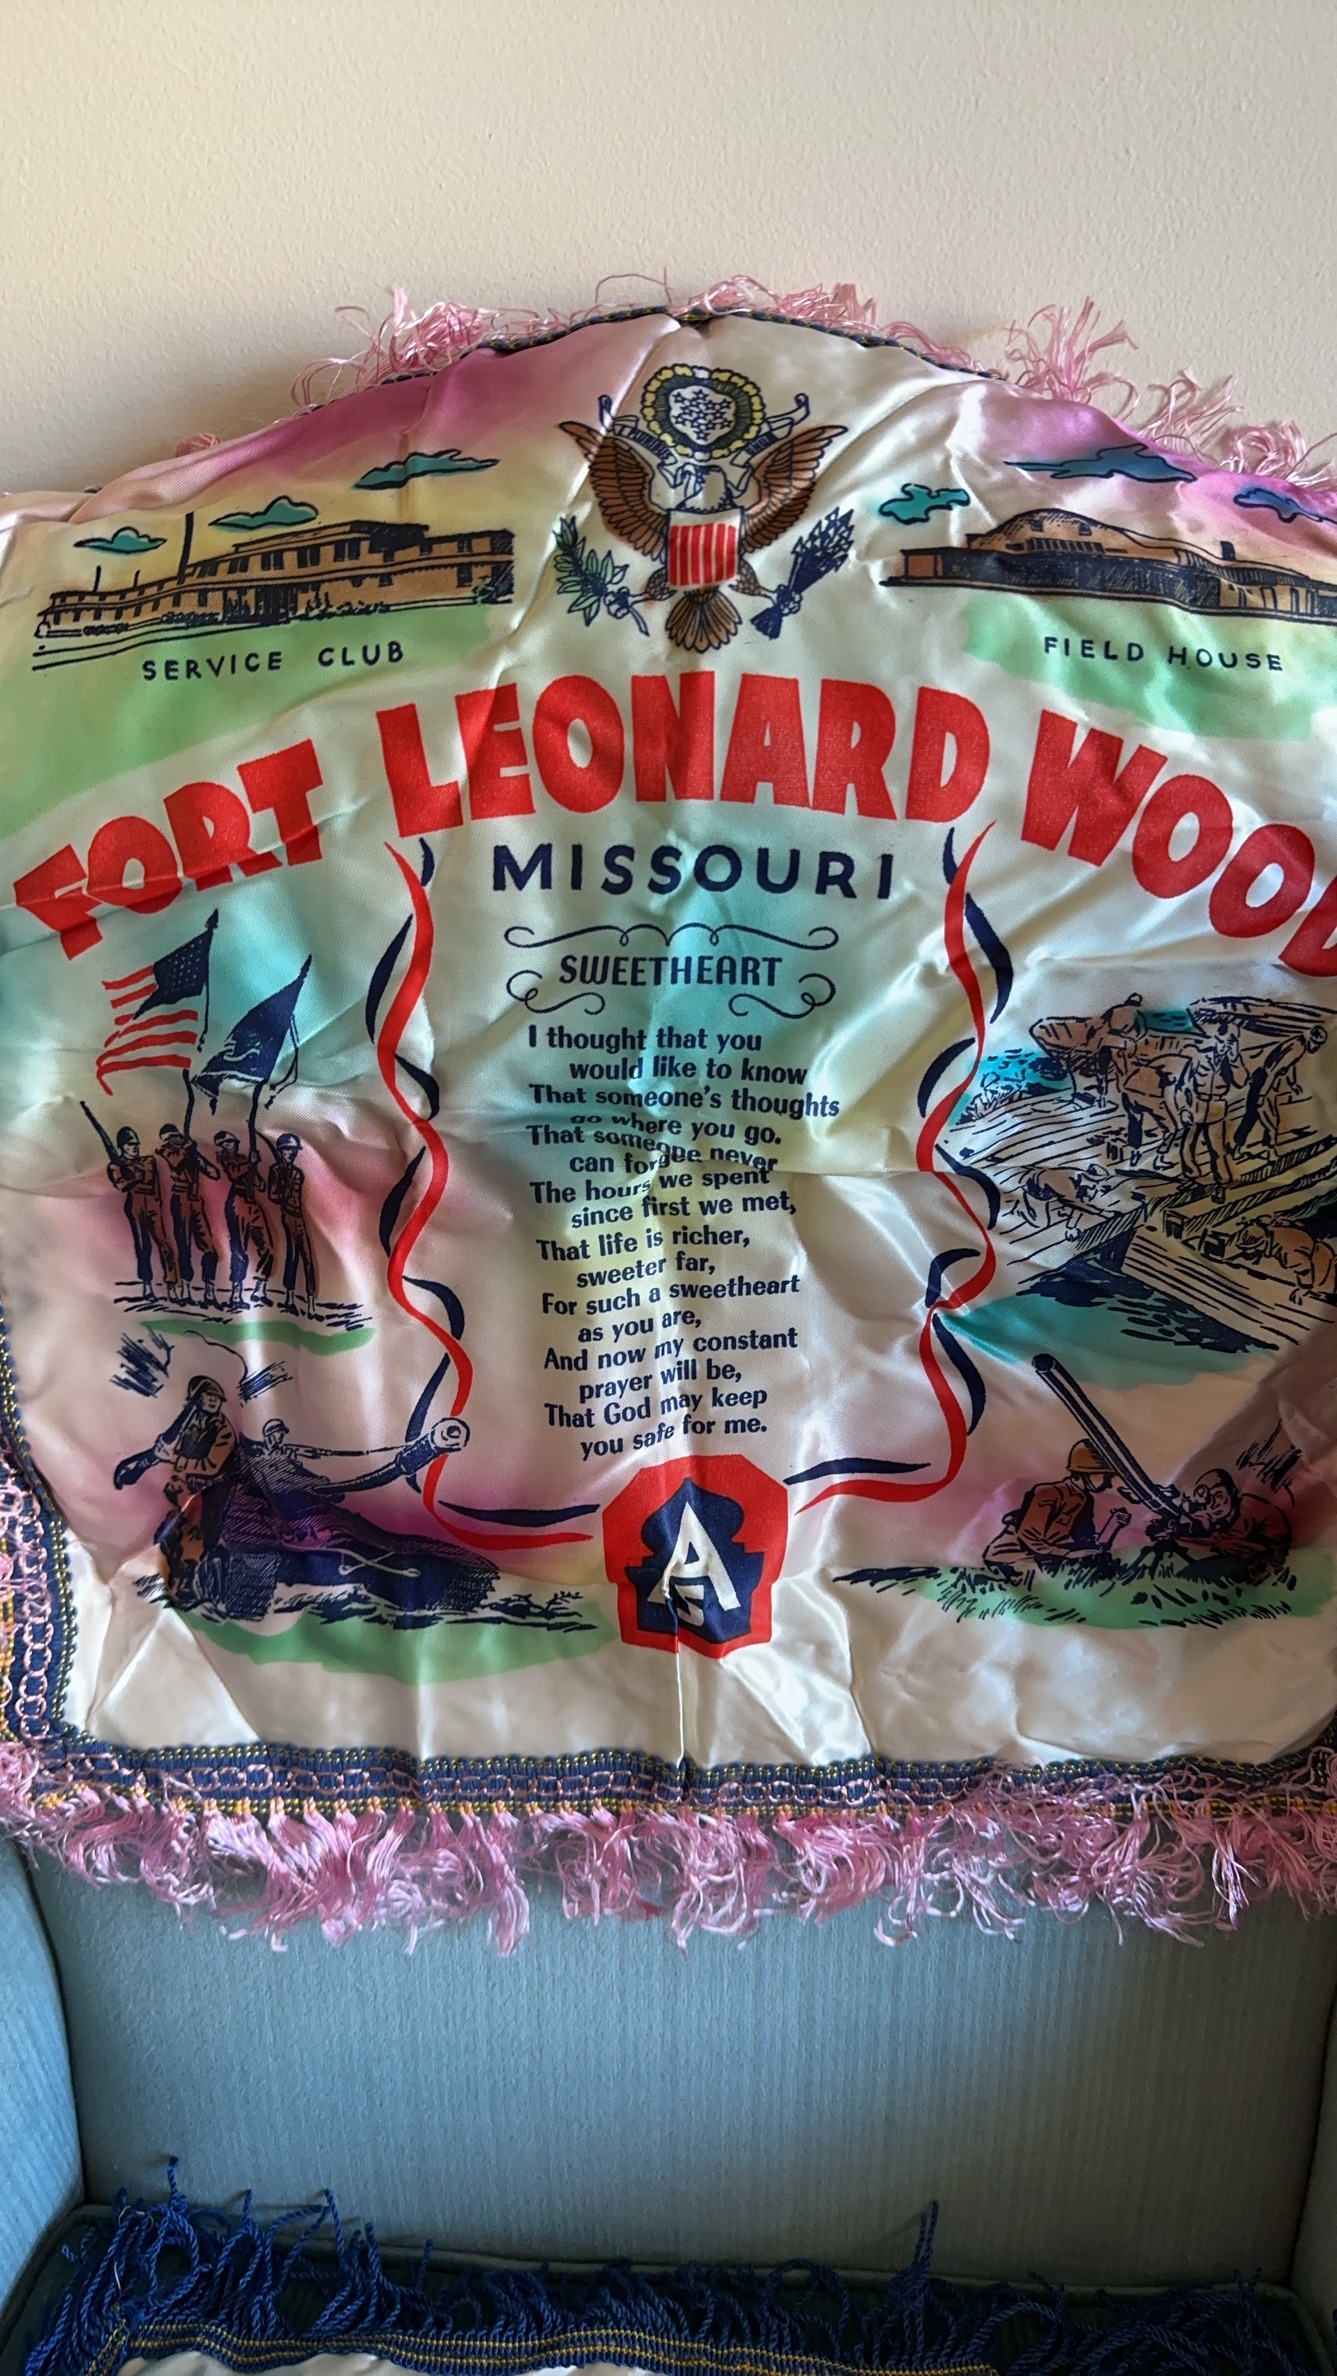 SERVICE CLUB
FIELD HOUSE
FORT LEONARD WOOD
MISSOURI
SWEETHEART
I thought that you
would like to know
That someone's thoughts
go where you go.
That someone never
can forget
The hours we spent
since first we met,
That life is richer,
sweeter far,
For such a sweetheart
as you are,
And now my constant
prayer will be,
That God may keep
you safe for me.
A
5